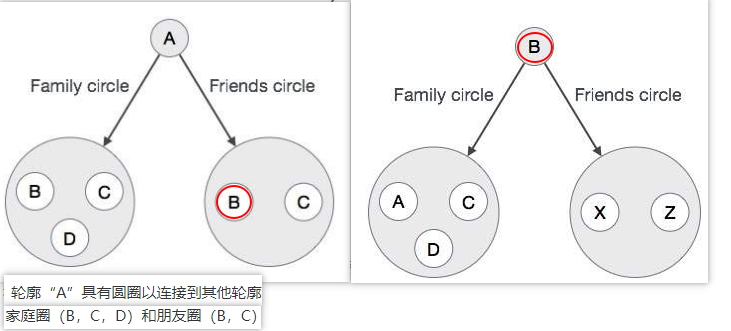 A
Family circle
Friends circle
B
C
D
B
C
B
Family circle
Friends circle
A
C
D
X
Z
轮廓“A”具有圆圈以连接到其他轮廓
家庭圈（B，C，D）和朋友圈（B，C）